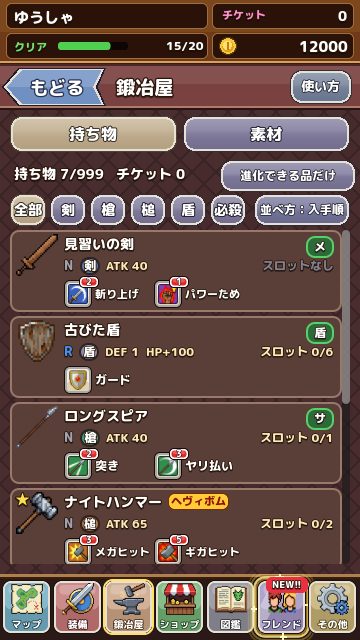 ゆうしゃ
チケット 0
クリア 15/20
12000
もどる 鍛冶屋 使い方
持ち物 素材
持ち物 7/999 チケット 0 進化できる品だけ
全部 剣 槍 槌 盾 必殺 並べ方：入手順
見習いの剣 メ
N 剣 ATK 40 スロットなし
2 斬り上げ 1 パワーため
古びた盾 盾
R 盾 DEF 1 HP+100 スロット 0/6
ガード
ロングスピア サ
N 槍 ATK 40 スロット 0/1
2 突き 3 ヤリ払い
ナイトハンマー ヘヴィボム
N 槌 ATK 65 スロット 0/2
3 メガヒット 5 ギガヒット
NEW!!
マップ 装備 鍛冶屋 ショップ 図鑑 フレンド その他